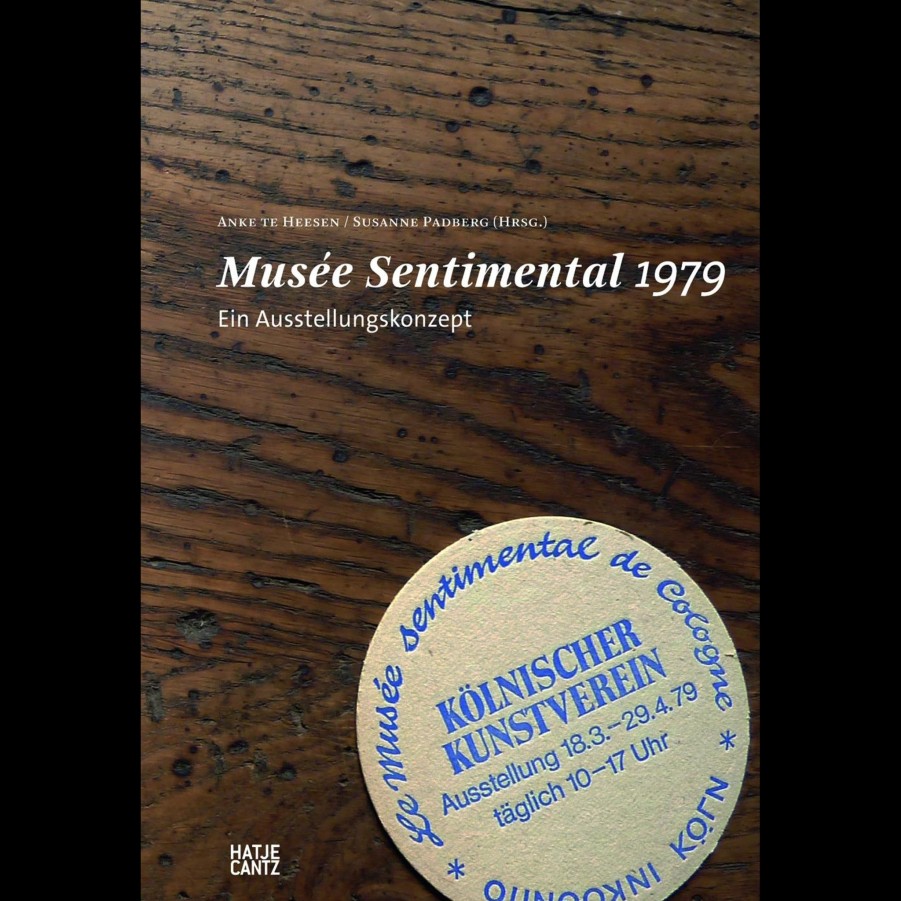 ANKE TE HEESEN / SUSANNE PADBERG (HRSG.)
Musée Sentimental 1979
Ein Ausstellungskonzept
Le Musée sentimental de Cologne
KÖLNISCHER
KUNSTVEREIN
Ausstellung 18.3.–29.4.79
täglich 10–17 Uhr
* INKOGNITO KÖLN *
HATJE
CANTZ